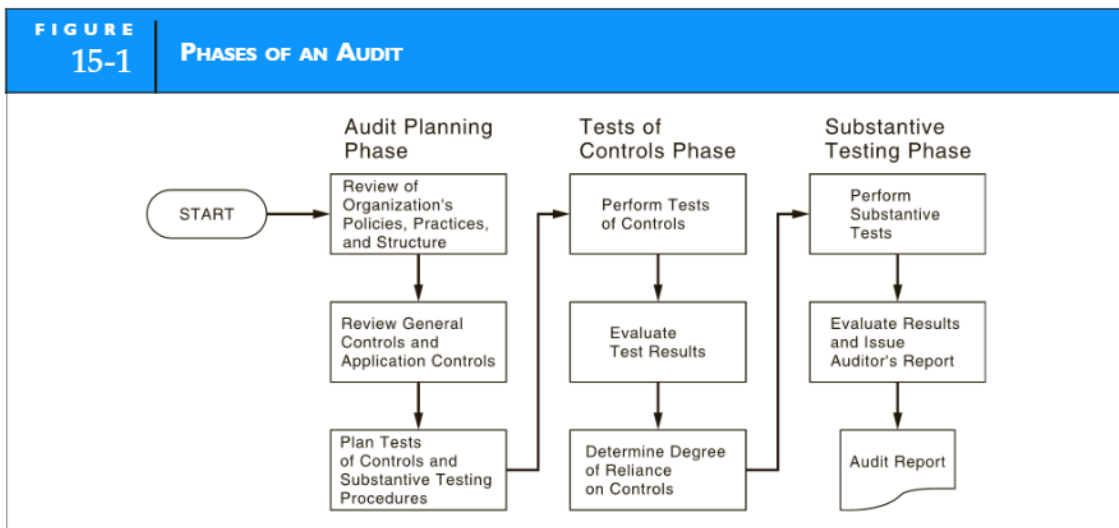 FIGURE
15-1
PHASES OF AN AUDIT
Audit Planning
Phase
Tests of
Controls Phase
Substantive
Testing Phase
START
Review of
Organization's
Policies, Practices,
and Structure
Perform Tests
of Controls
Perform
Substantive
Tests
Review General
Controls and
Application Controls
Evaluate
Test Results
Evaluate Results
and Issue
Auditor's Report
Plan Tests
of Controls and
Substantive Testing
Procedures
Determine Degree
of Reliance
on Controls
Audit Report